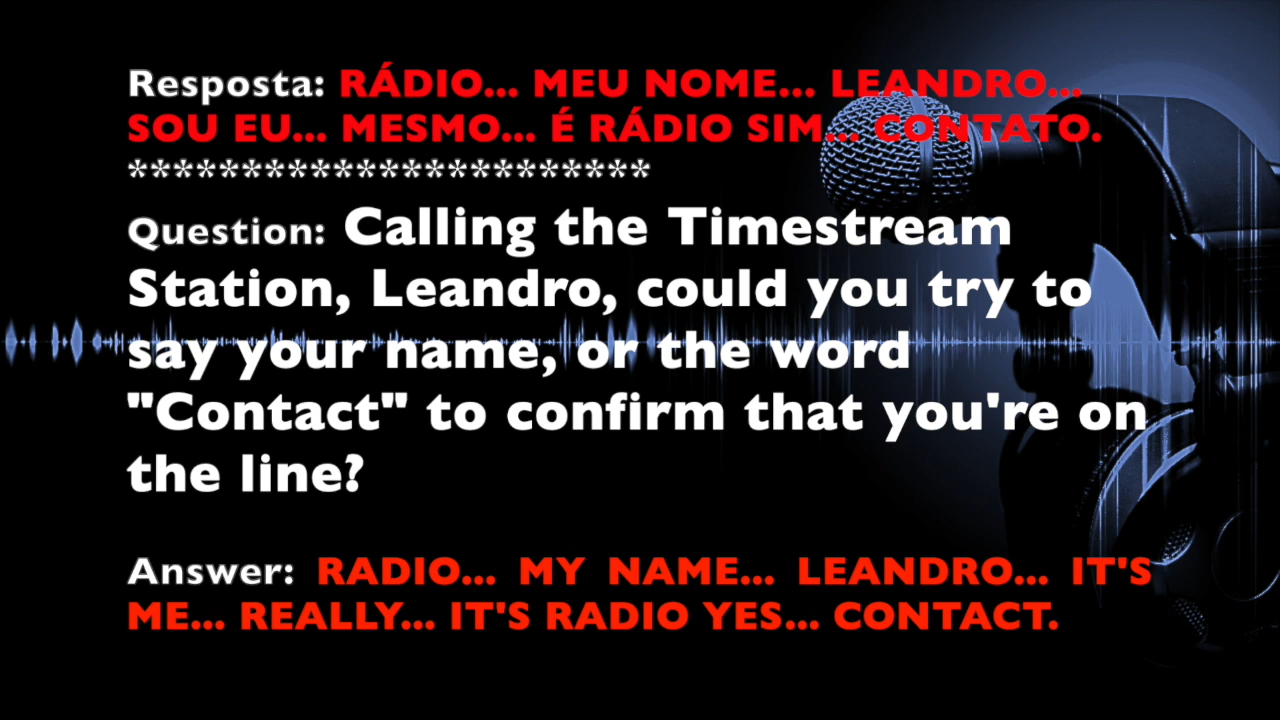 Resposta: RÁDIO... MEU NOME... LEANDRO...
SOU EU... MESMO... É RÁDIO SIM... CONTATO.
***********************
Question: Calling the Timestream
Station, Leandro, could you try to
say your name, or the word
"Contact" to confirm that you're on
the line?
Answer: RADIO... MY NAME... LEANDRO... IT'S
ME... REALLY... IT'S RADIO YES... CONTACT.